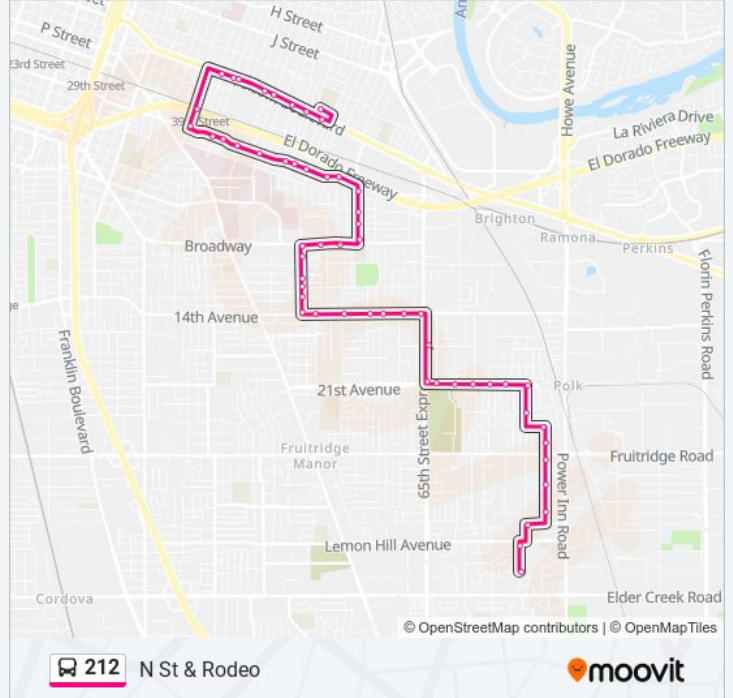 H Street
J Street
P Street
23rd Street
29th Street
An
Howe Avenue
39th Street
El Dorado Freeway
La Riviera Drive
El Dorado Freeway
Brighton
Ramona
Perkins
Broadway
Florin Perkins Road
14th Avenue
Franklin Boulevard
21st Avenue
Polk
65th Street Expr
Fruitridge
Manor
Fruitridge Road
Power Inn Road
Lemon Hill Avenue
Cordova
Elder Creek Road
© OpenStreetMap contributors | © OpenMapTiles
212 N St & Rodeo
moovit